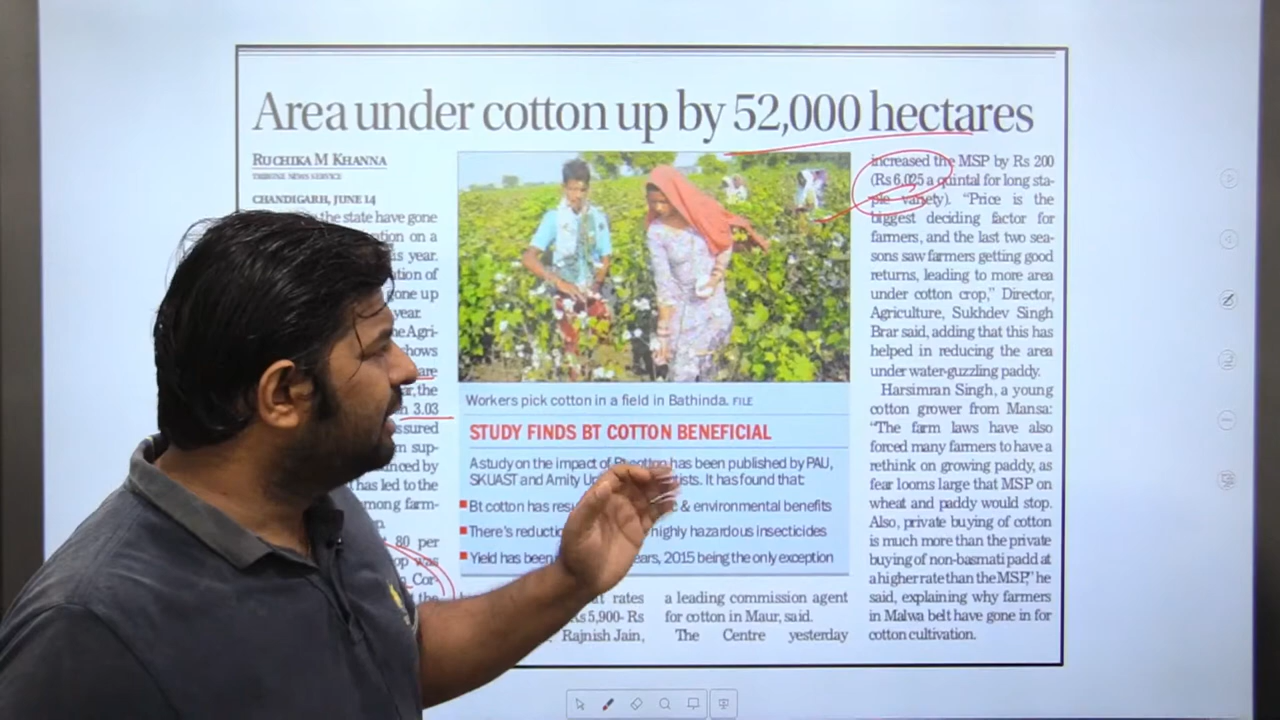 Area under cotton up by 52,000 hectares
RUCHIKA M KHANNA
TRIBUNE NEWS SERVICE
CHANDIGARH, JUNE 14
the state have gone
on a
is year.
of
gone up
year.
Agri-
hows
are
the
3.03
ssured
sup-
by
has led to the
mong farm-
80 per
op was
Cor-
the
Workers pick cotton in a field in Bathinda. FILE
STUDY FINDS BT COTTON BENEFICIAL
A study on the impact of Bt cotton has been published by PAU,
SKUAST and Amity It has found that:
Bt cotton has & environmental benefits
There's highly hazardous insecticides
Yield has been 2015 being the only exception
rates
Rs 5,900- Rs
Rajnish Jain,
a leading commission agent
for cotton in Maur, said.
The Centre yesterday
increased the MSP by Rs 200
(Rs 6,025 a quintal for long sta-
ple variety). “Price is the
biggest deciding factor for
farmers, and the last two sea-
sons saw farmers getting good
returns, leading to more area
under cotton crop,” Director,
Agriculture, Sukhdev Singh
Brar said, adding that this has
helped in reducing the area
under water-guzzling paddy.
Harsimran Singh, a young
cotton grower from Mansa:
“The farm laws have also
forced many farmers to have a
rethink on growing paddy, as
fear looms large that MSP on
wheat and paddy would stop.
Also, private buying of cotton
is much more than the private
buying of non-basmati padd at
a higher rate than the MSP,” he
said, explaining why farmers
in Malwa belt have gone in for
cotton cultivation.